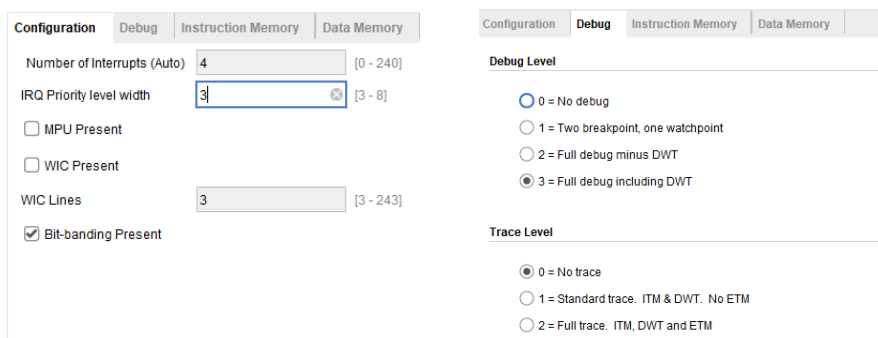 Configuration Debug Instruction Memory Data Memory
Number of Interrupts (Auto) 4 [0 - 240]
IRQ Priority level width 3 [3 - 8]
MPU Present
WIC Present
WIC Lines 3 [3 - 243]
Bit-banding Present
Configuration Debug Instruction Memory Data Memory
Debug Level
0 = No debug
1 = Two breakpoint, one watchpoint
2 = Full debug minus DWT
3 = Full debug including DWT
Trace Level
0 = No trace
1 = Standard trace. ITM & DWT. No ETM
2 = Full trace. ITM, DWT and ETM